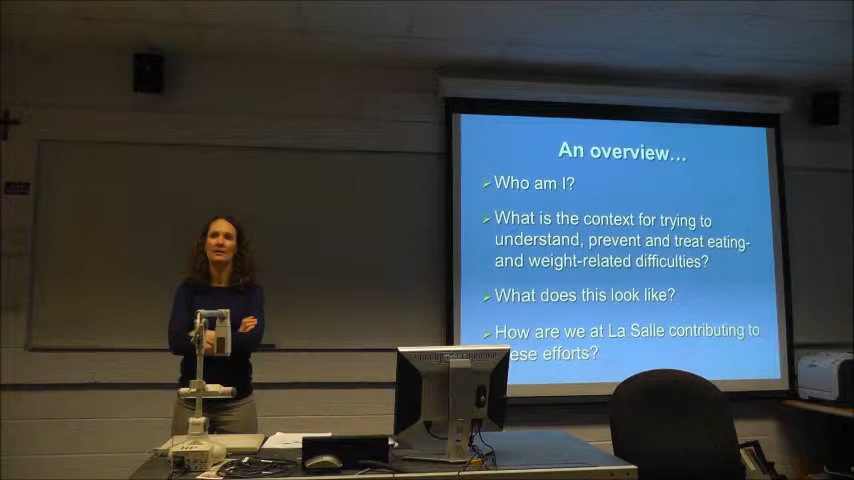 An overview...
Who am I?
What is the context for trying to
understand, prevent and treat eating-
and weight-related difficulties?
What does this look like?
How are we at La Salle contributing to
ese efforts?